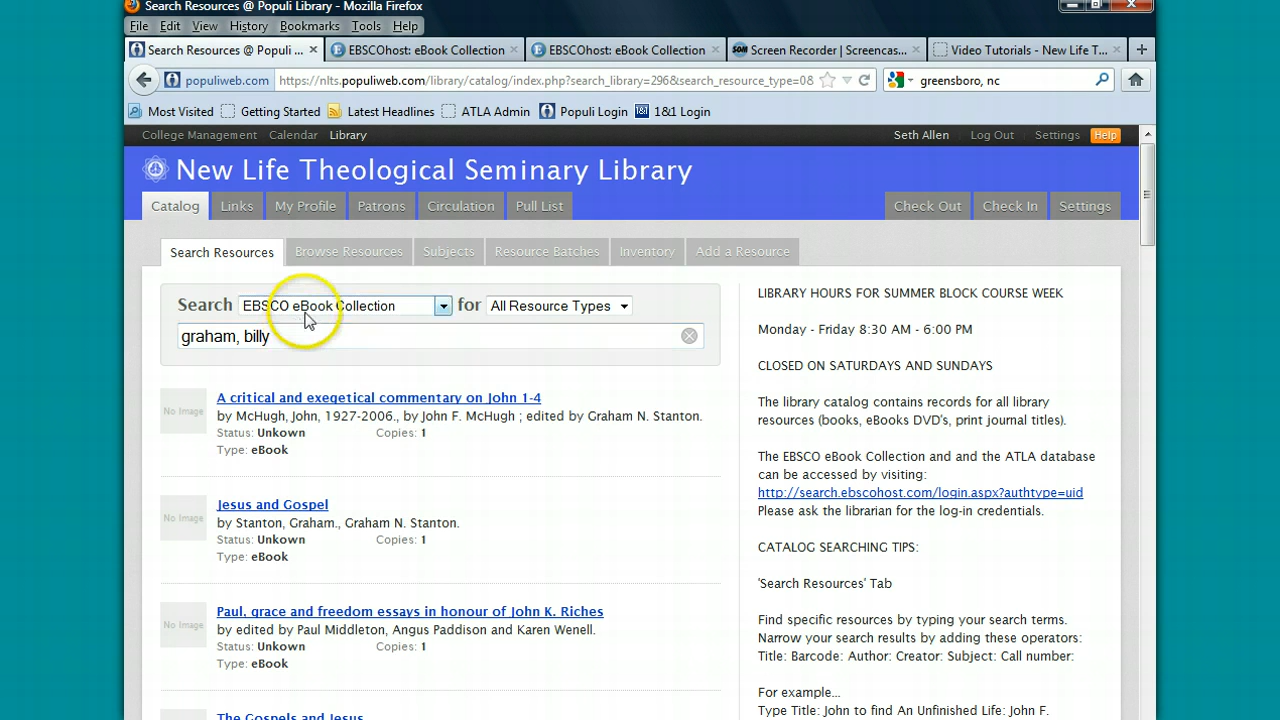 Search Resources @ Populi Library - Mozilla Firefox
File Edit View History Bookmarks Tools Help
Search Resources @ Populi ... × EBSCOhost: eBook Collection × EBSCOhost: eBook Collection × Screen Recorder | Screencas... × Video Tutorials - New Life T... × +
populiweb.com https://nlts.populiweb.com/library/catalog/index.php?search_library=296&search_resource_type=08 greensboro, nc
Most Visited Getting Started Latest Headlines ATLA Admin Populi Login 1&1 1&1 Login
College Management Calendar Library Seth Allen Log Out Settings Help
New Life Theological Seminary Library
Catalog Links My Profile Patrons Circulation Pull List Check Out Check In Settings
Search Resources Browse Resources Subjects Resource Batches Inventory Add a Resource
Search EBSCO eBook Collection for All Resource Types
graham, billy
No Image
A critical and exegetical commentary on John 1-4
by McHugh, John, 1927-2006., by John F. McHugh ; edited by Graham N. Stanton.
Status: Unkown Copies: 1
Type: eBook
No Image
Jesus and Gospel
by Stanton, Graham., Graham N. Stanton.
Status: Unkown Copies: 1
Type: eBook
No Image
Paul, grace and freedom essays in honour of John K. Riches
by edited by Paul Middleton, Angus Paddison and Karen Wenell.
Status: Unkown Copies: 1
Type: eBook
The Gospels and Jesus
LIBRARY HOURS FOR SUMMER BLOCK COURSE WEEK
Monday - Friday 8:30 AM - 6:00 PM
CLOSED ON SATURDAYS AND SUNDAYS
The library catalog contains records for all library
resources (books, eBooks DVD's, print journal titles).
The EBSCO eBook Collection and and the ATLA database
can be accessed by visiting:
http://search.ebscohost.com/login.aspx?authtype=uid
Please ask the librarian for the log-in credentials.
CATALOG SEARCHING TIPS:
'Search Resources' Tab
Find specific resources by typing your search terms.
Narrow your search results by adding these operators:
Title: Barcode: Author: Creator: Subject: Call number:
For example...
Type Title: John to find An Unfinished Life: John F.